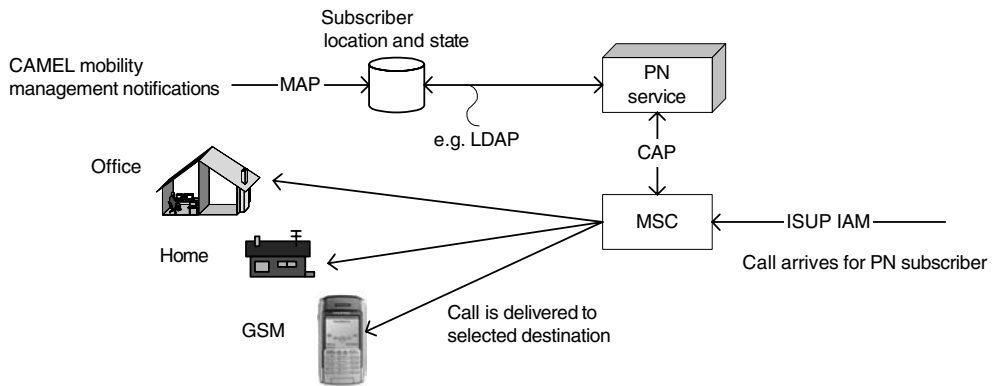 Subscriber
location and state
CAMEL mobility
management notifications
MAP
e.g. LDAP
PN
service
CAP
Office
MSC
ISUP IAM
Home
Call arrives for PN subscriber
GSM
Call is delivered to
selected destination